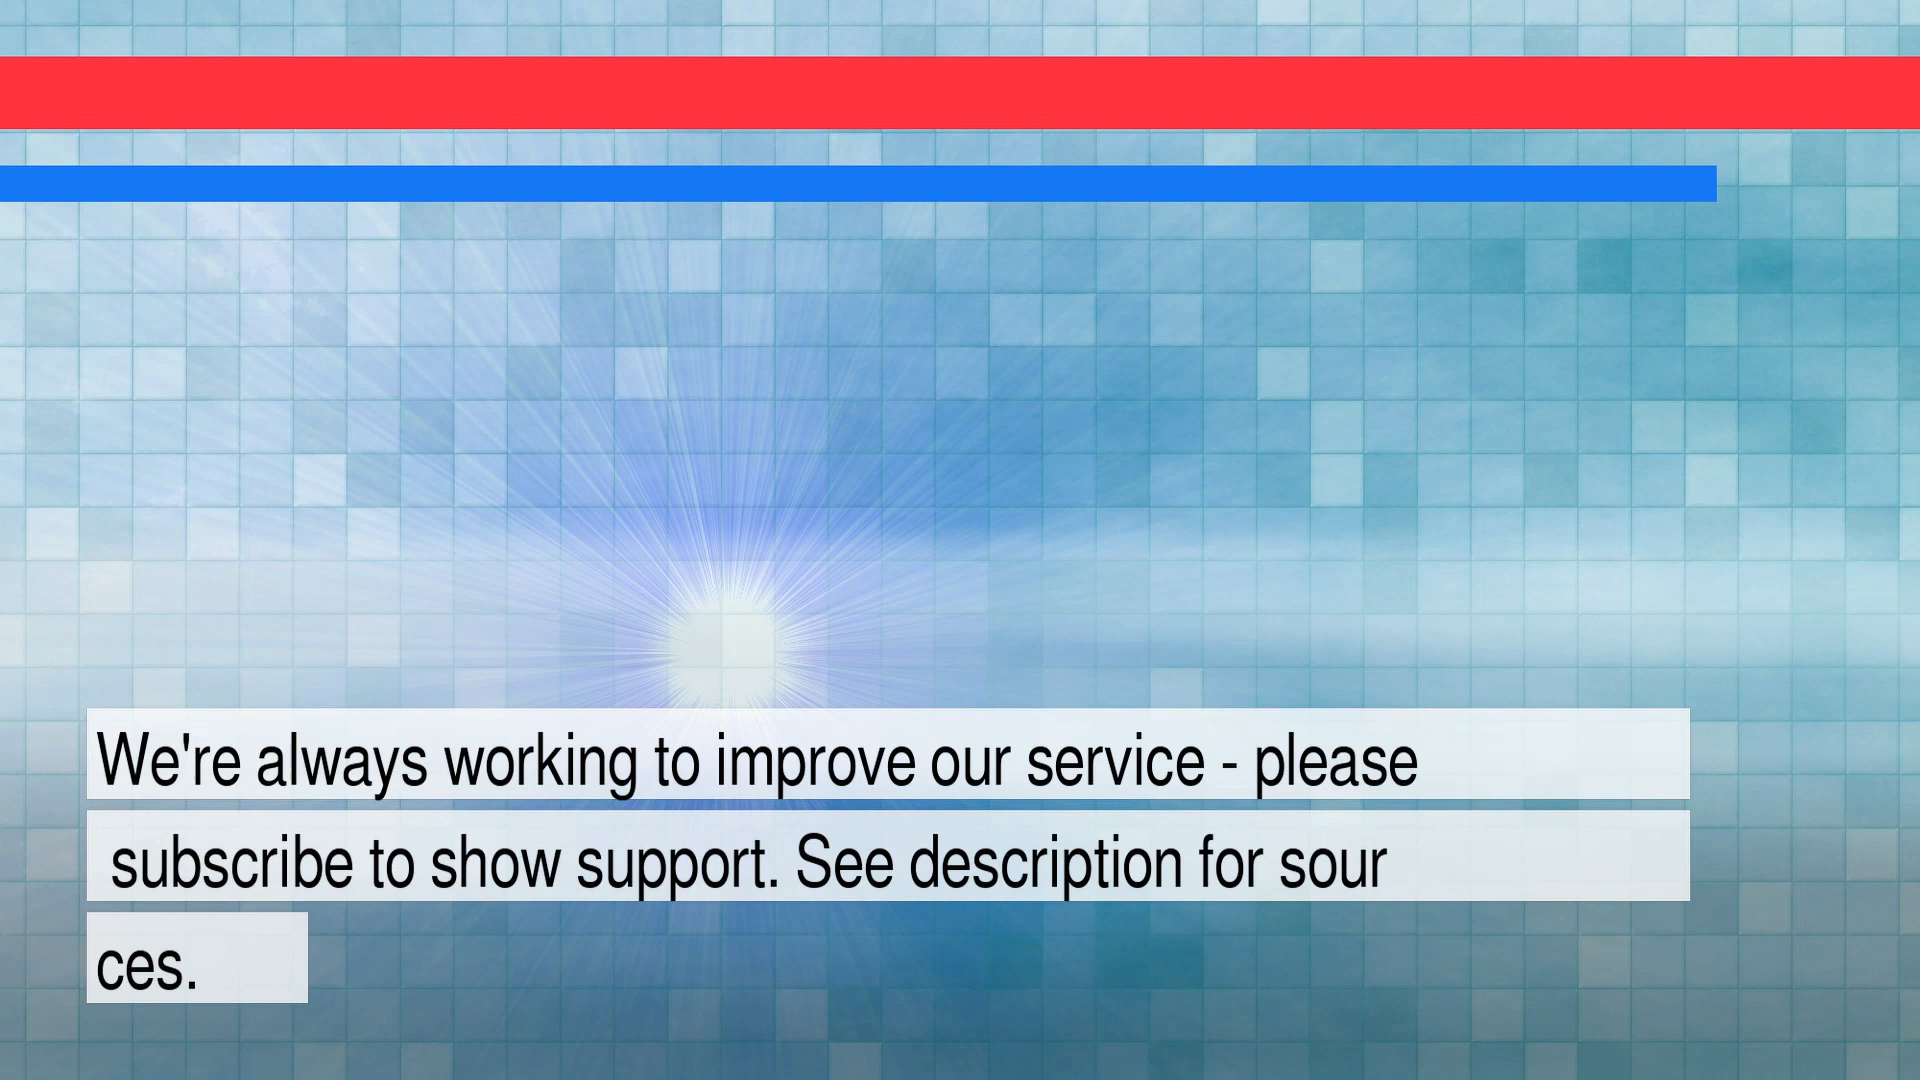 We're always working to improve our service - please
subscribe to show support. See description for sour
ces.